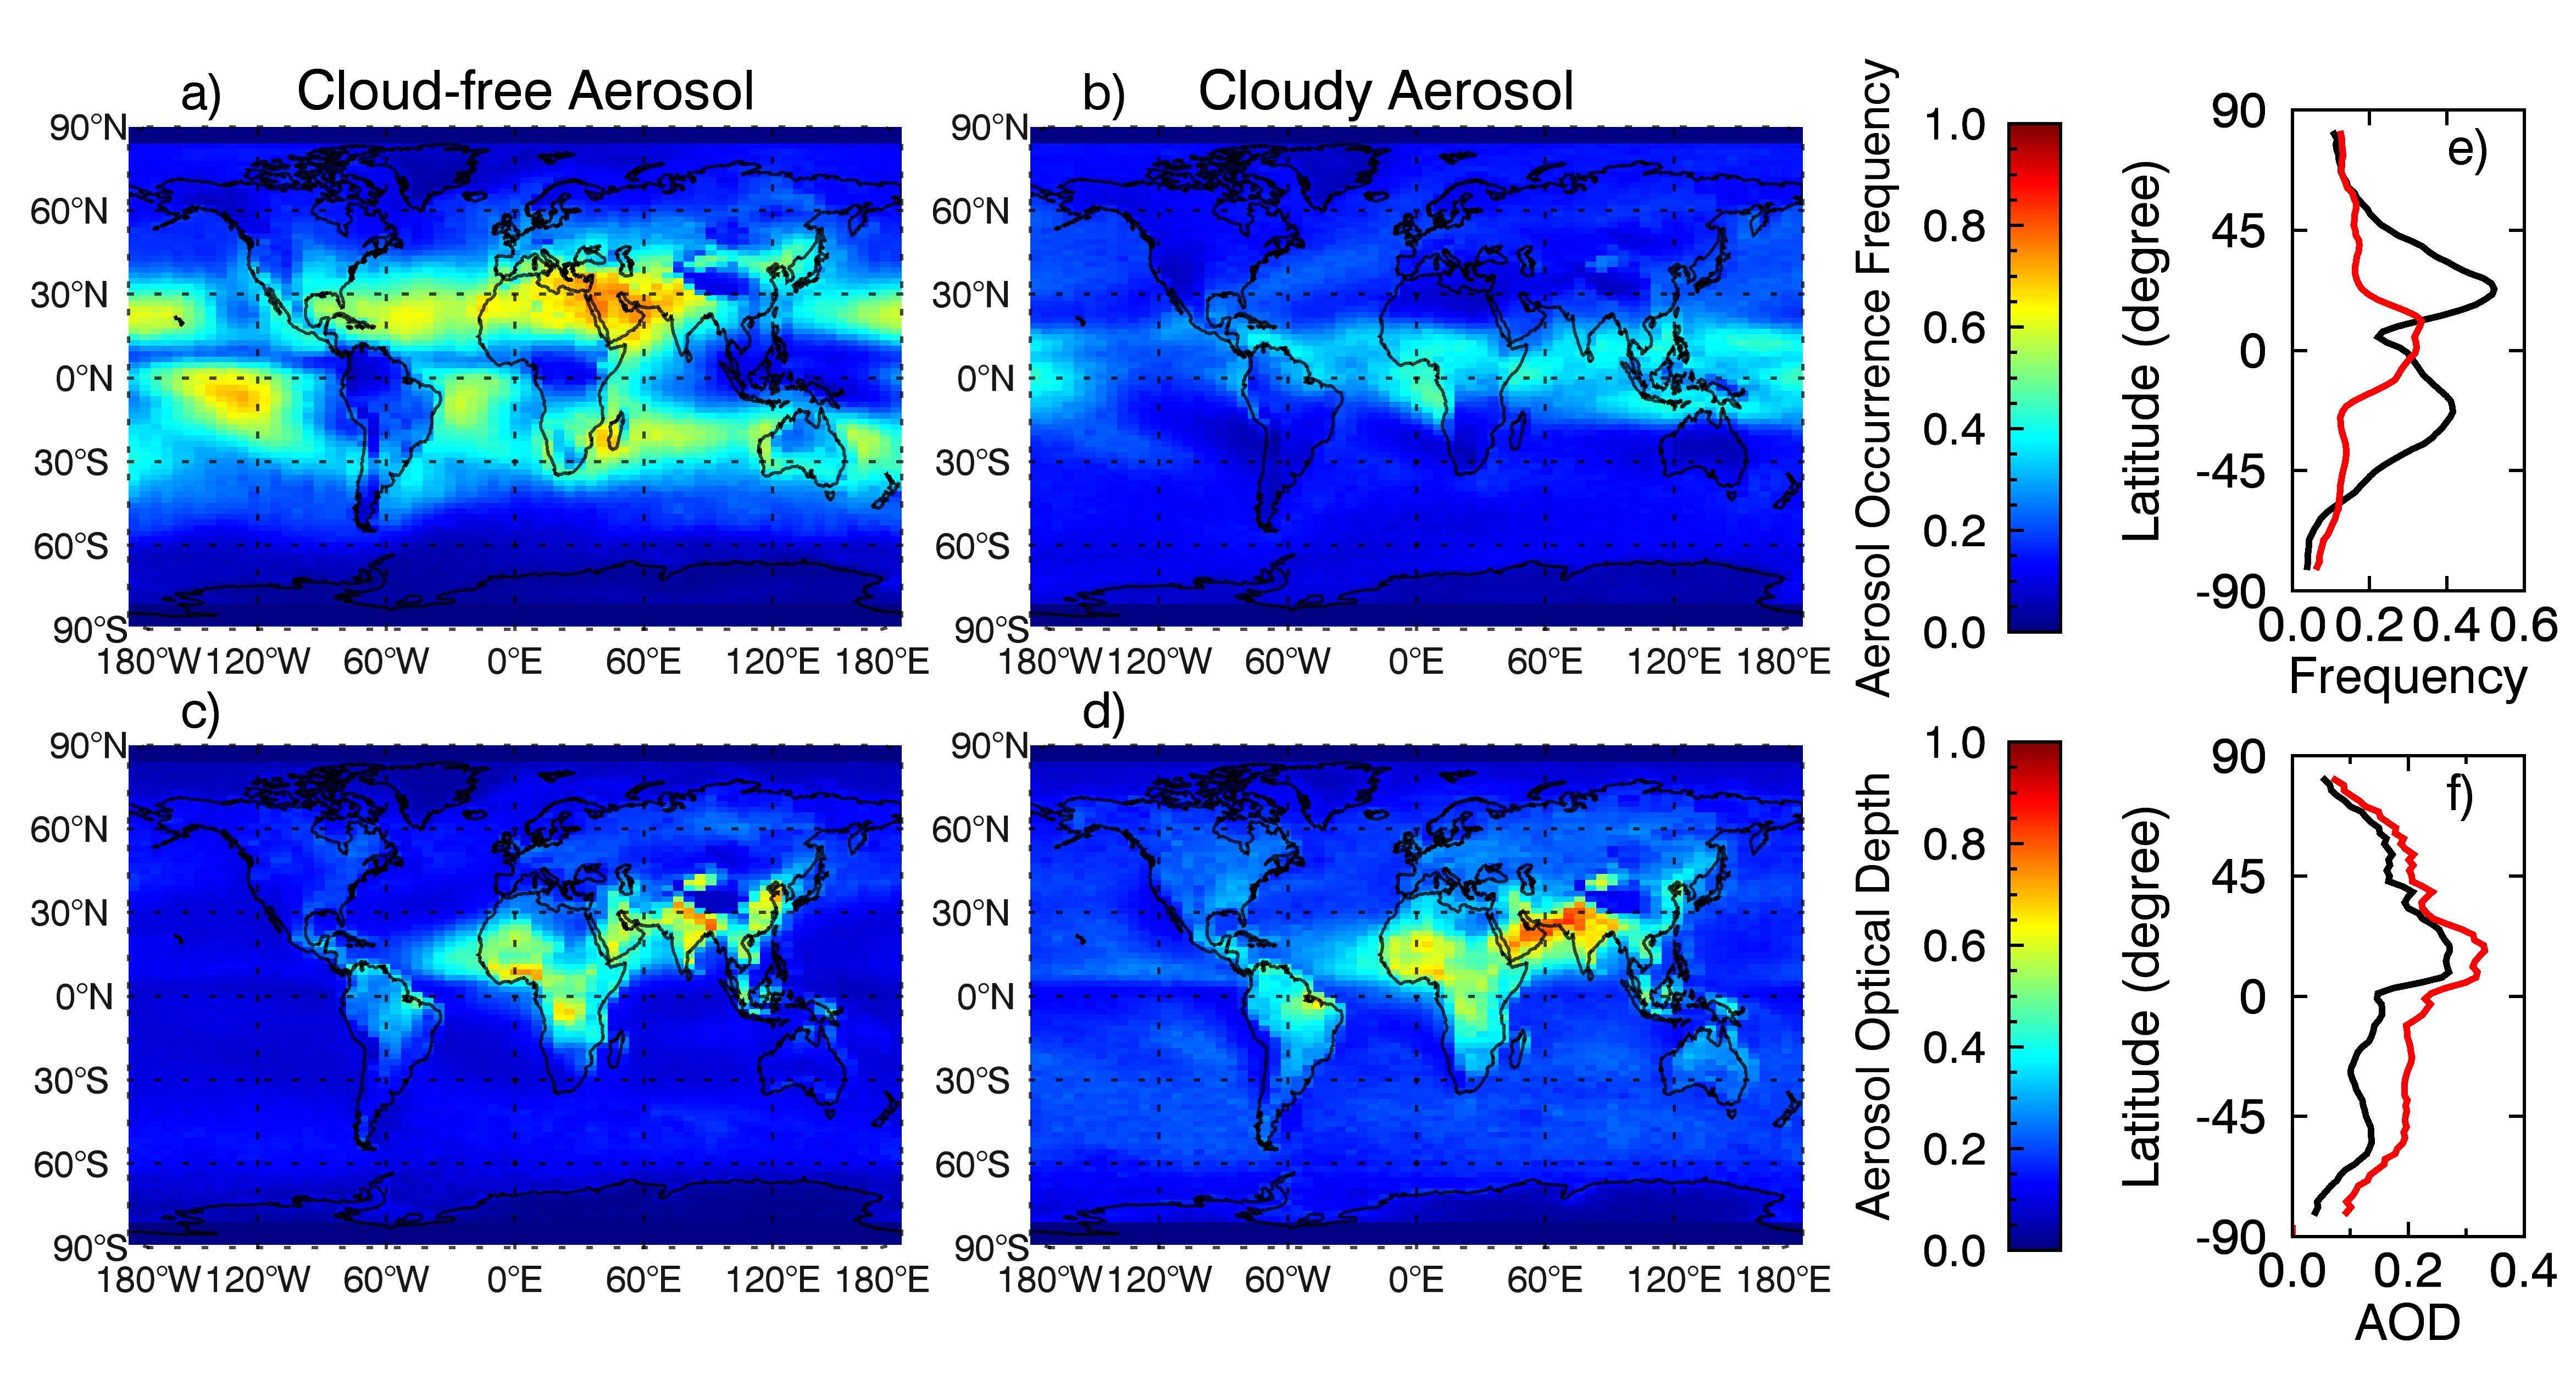 a) Cloud-free Aerosol
90°N
60°N
30°N
0°N
30°S
60°S
90°S
180°W 120°W 60°W 0°E 60°E 120°E 180°E
b) Cloudy Aerosol
90°N
60°N
30°N
0°N
30°S
60°S
90°S
180°W 120°W 60°W 0°E 60°E 120°E 180°E
Aerosol Occurrence Frequency
1.0
0.8
0.6
0.4
0.2
0.0
e)
Latitude (degree)
90
45
0
-45
-90
0.0 0.2 0.4 0.6
Frequency
c)
90°N
60°N
30°N
0°N
30°S
60°S
90°S
180°W 120°W 60°W 0°E 60°E 120°E 180°E
d)
90°N
60°N
30°N
0°N
30°S
60°S
90°S
180°W 120°W 60°W 0°E 60°E 120°E 180°E
Aerosol Optical Depth
1.0
0.8
0.6
0.4
0.2
0.0
f)
Latitude (degree)
90
45
0
-45
-90
0.0 0.2 0.4
AOD